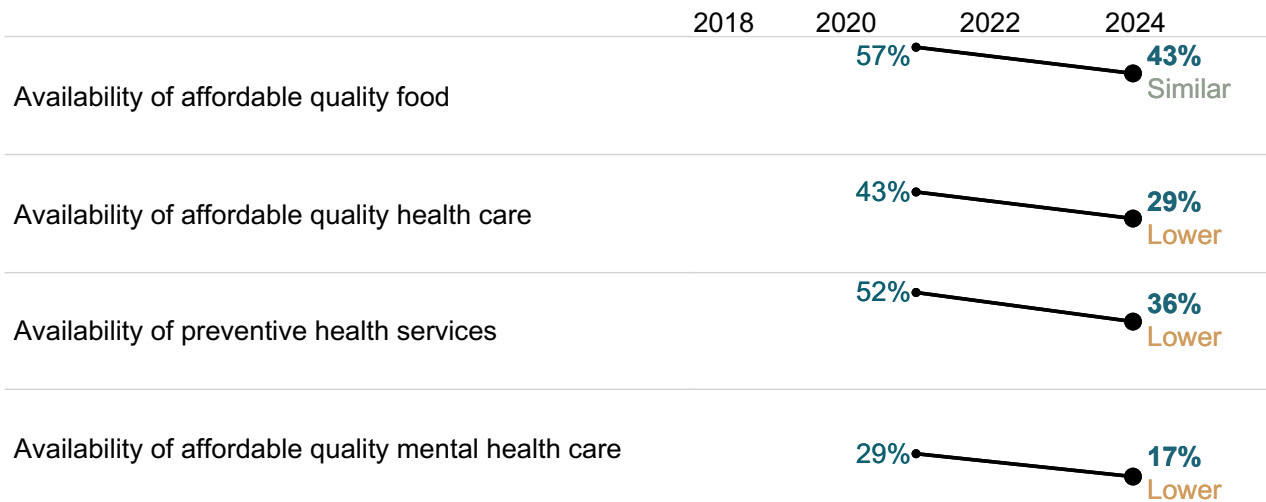 2018 2020 2022 2024
Availability of affordable quality food 57% 43%
Similar
Availability of affordable quality health care 43% 29%
Lower
Availability of preventive health services 52% 36%
Lower
Availability of affordable quality mental health care 29% 17%
Lower